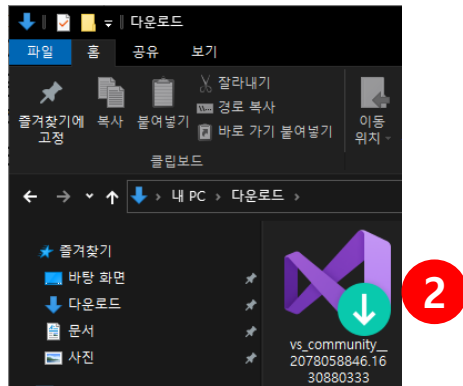 다운로드
파일 홈 공유 보기
즐겨찾기에
고정
복사
붙여넣기
잘라내기
경로 복사
바로 가기 붙여넣기
이동
위치
클립보드
내 PC > 다운로드 >
즐겨찾기
바탕 화면
다운로드
문서
사진
vs_community__
2078058846.16
30880333
2